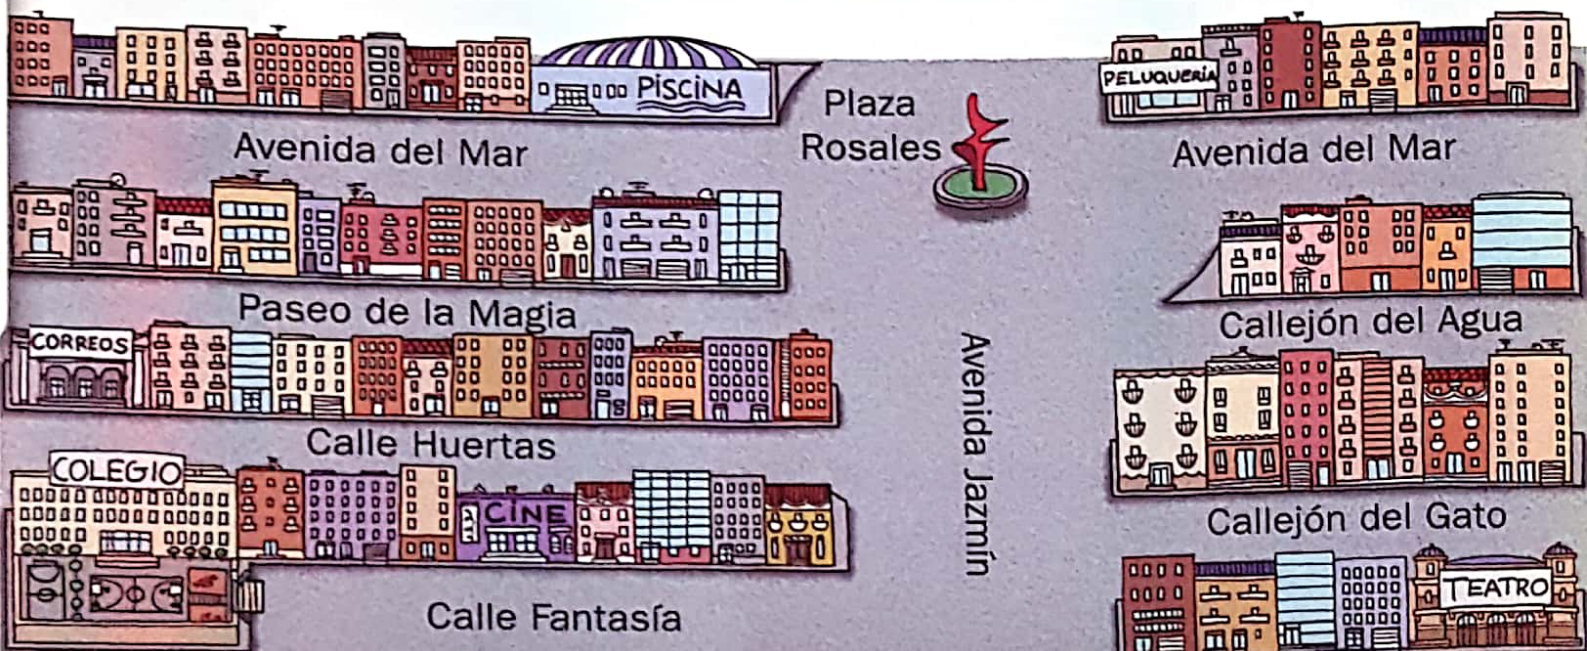 PISCINA
PELUQUERÍA
Plaza
Rosales
Avenida del Mar
Avenida del Mar
Paseo de la Magia
Callejón del Agua
CORREOS
Avenida Jazmín
Calle Huertas
COLEGIO
CINE
Callejón del Gato
TEATRO
Calle Fantasía